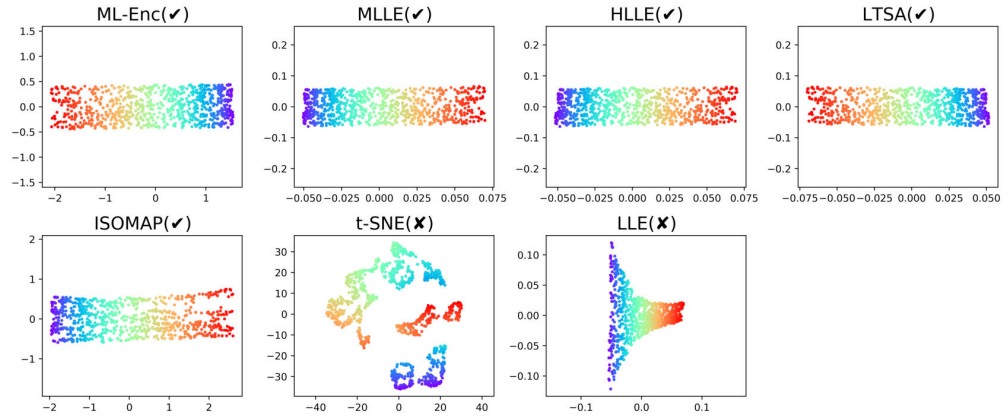 ML-Enc(✔) MLLE(✔) HLLE(✔) LTSA(✔)
1.5 0.2 0.2 0.2
1.0 0.1 0.1 0.1
0.5
0.0 0.0 0.0 0.0
−0.5
−1.0 −0.1 −0.1 −0.1
−1.5 −0.2 −0.2 −0.2
−2 −1 0 1 −0.050 −0.025 0.000 0.025 0.050 0.075 −0.050 −0.025 0.000 0.025 0.050 0.075 −0.075 −0.050 −0.025 0.000 0.025 0.050
ISOMAP(✔) t-SNE(✘) LLE(✘)
2 30 0.10
20
1 10 0.05
0 0 0.00
−10
−1 −20 −0.05
−30 −0.10
−2 −1 0 1 2 −40 −20 0 20 40 −0.1 0.0 0.1